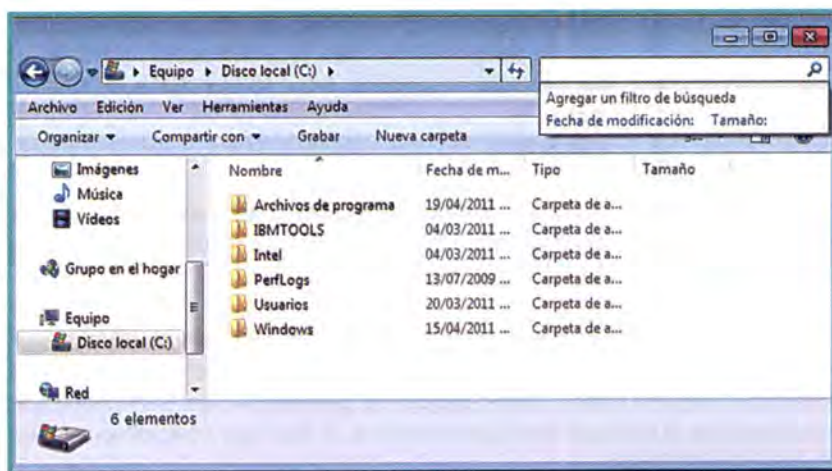 Equipo ▸ Disco local (C:) ▸
Agregar un filtro de búsqueda
Fecha de modificación: Tamaño:
Archivo Edición Ver Herramientas Ayuda
Organizar Compartir con Grabar Nueva carpeta
Imágenes
Música
Vídeos
Grupo en el hogar
Equipo
Disco local (C:)
Red
Nombre Fecha de m... Tipo Tamaño
Archivos de programa 19/04/2011 ... Carpeta de a...
IBMTOOLS 04/03/2011 ... Carpeta de a...
Intel 04/03/2011 ... Carpeta de a...
PerfLogs 13/07/2009 ... Carpeta de a...
Usuarios 20/03/2011 ... Carpeta de a...
Windows 15/04/2011 ... Carpeta de a...
6 elementos